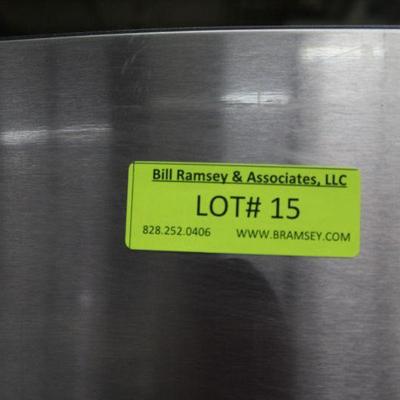 Bill Ramsey & Associates, LLC
LOT# 15
828.252.0406 WWW.BRAMSEY.COM